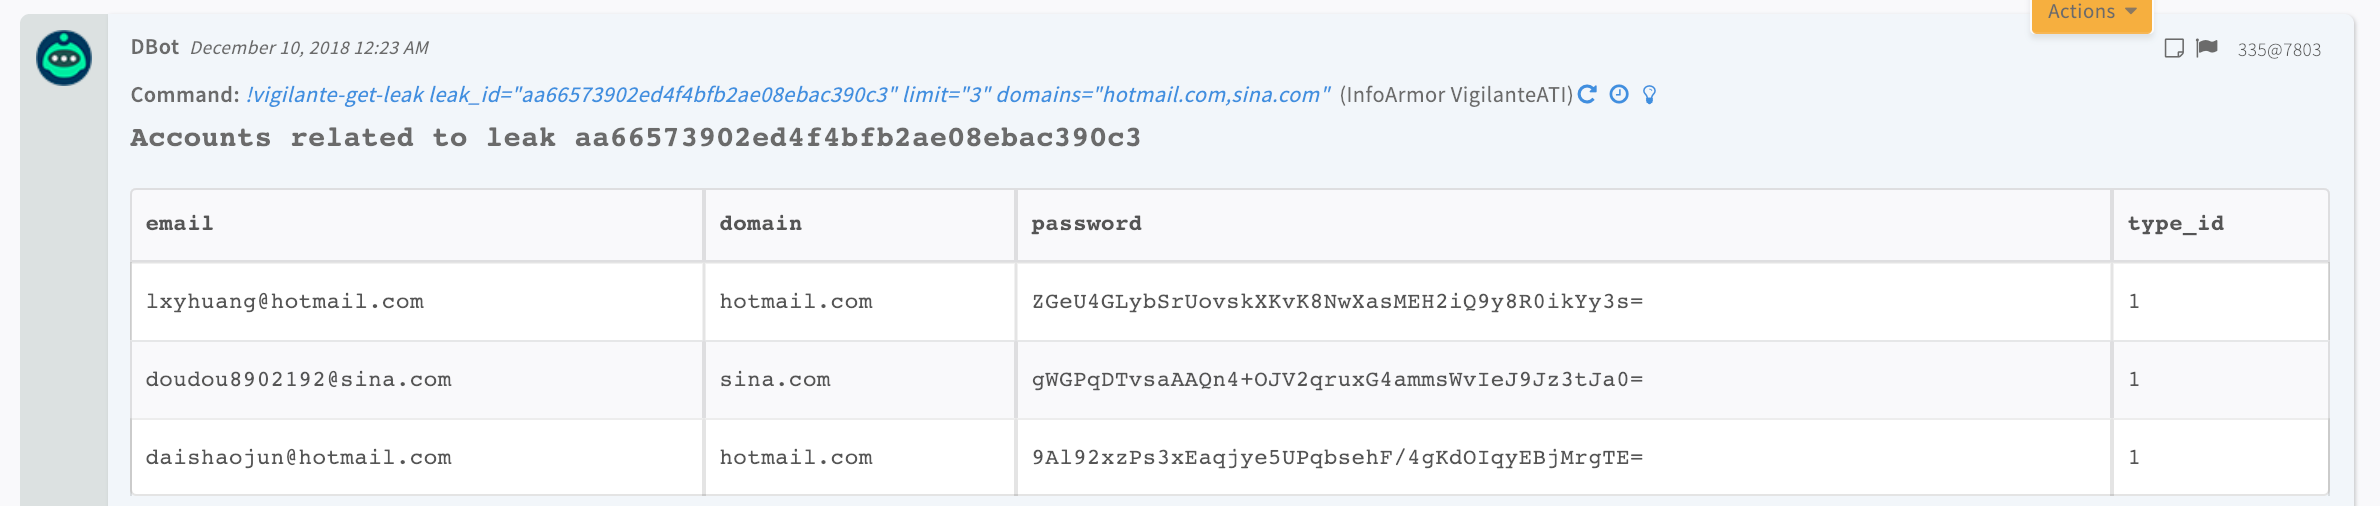 Actions
DBot December 10, 2018 12:23 AM
335@7803
Command: !vigilante-get-leak leak_id="aa66573902ed4f4bfb2ae08ebac390c3" limit="3" domains="hotmail.com,sina.com" (InfoArmor VigilanteATI)
Accounts related to leak aa66573902ed4f4bfb2ae08ebac390c3
email domain password type_id
lxyhuang@hotmail.com hotmail.com ZGeU4GLybSrUovskXKvK8NwXasMEH2iQ9y8R0ikYy3s= 1
doudou8902192@sina.com sina.com gWGPqDTvsaAAQn4+OJV2qruxG4ammsWvIeJ9Jz3tJa0= 1
daishaojun@hotmail.com hotmail.com 9Al92xzPs3xEaqjye5UPqbsehF/4gKdOIqyEBjMrgTE= 1